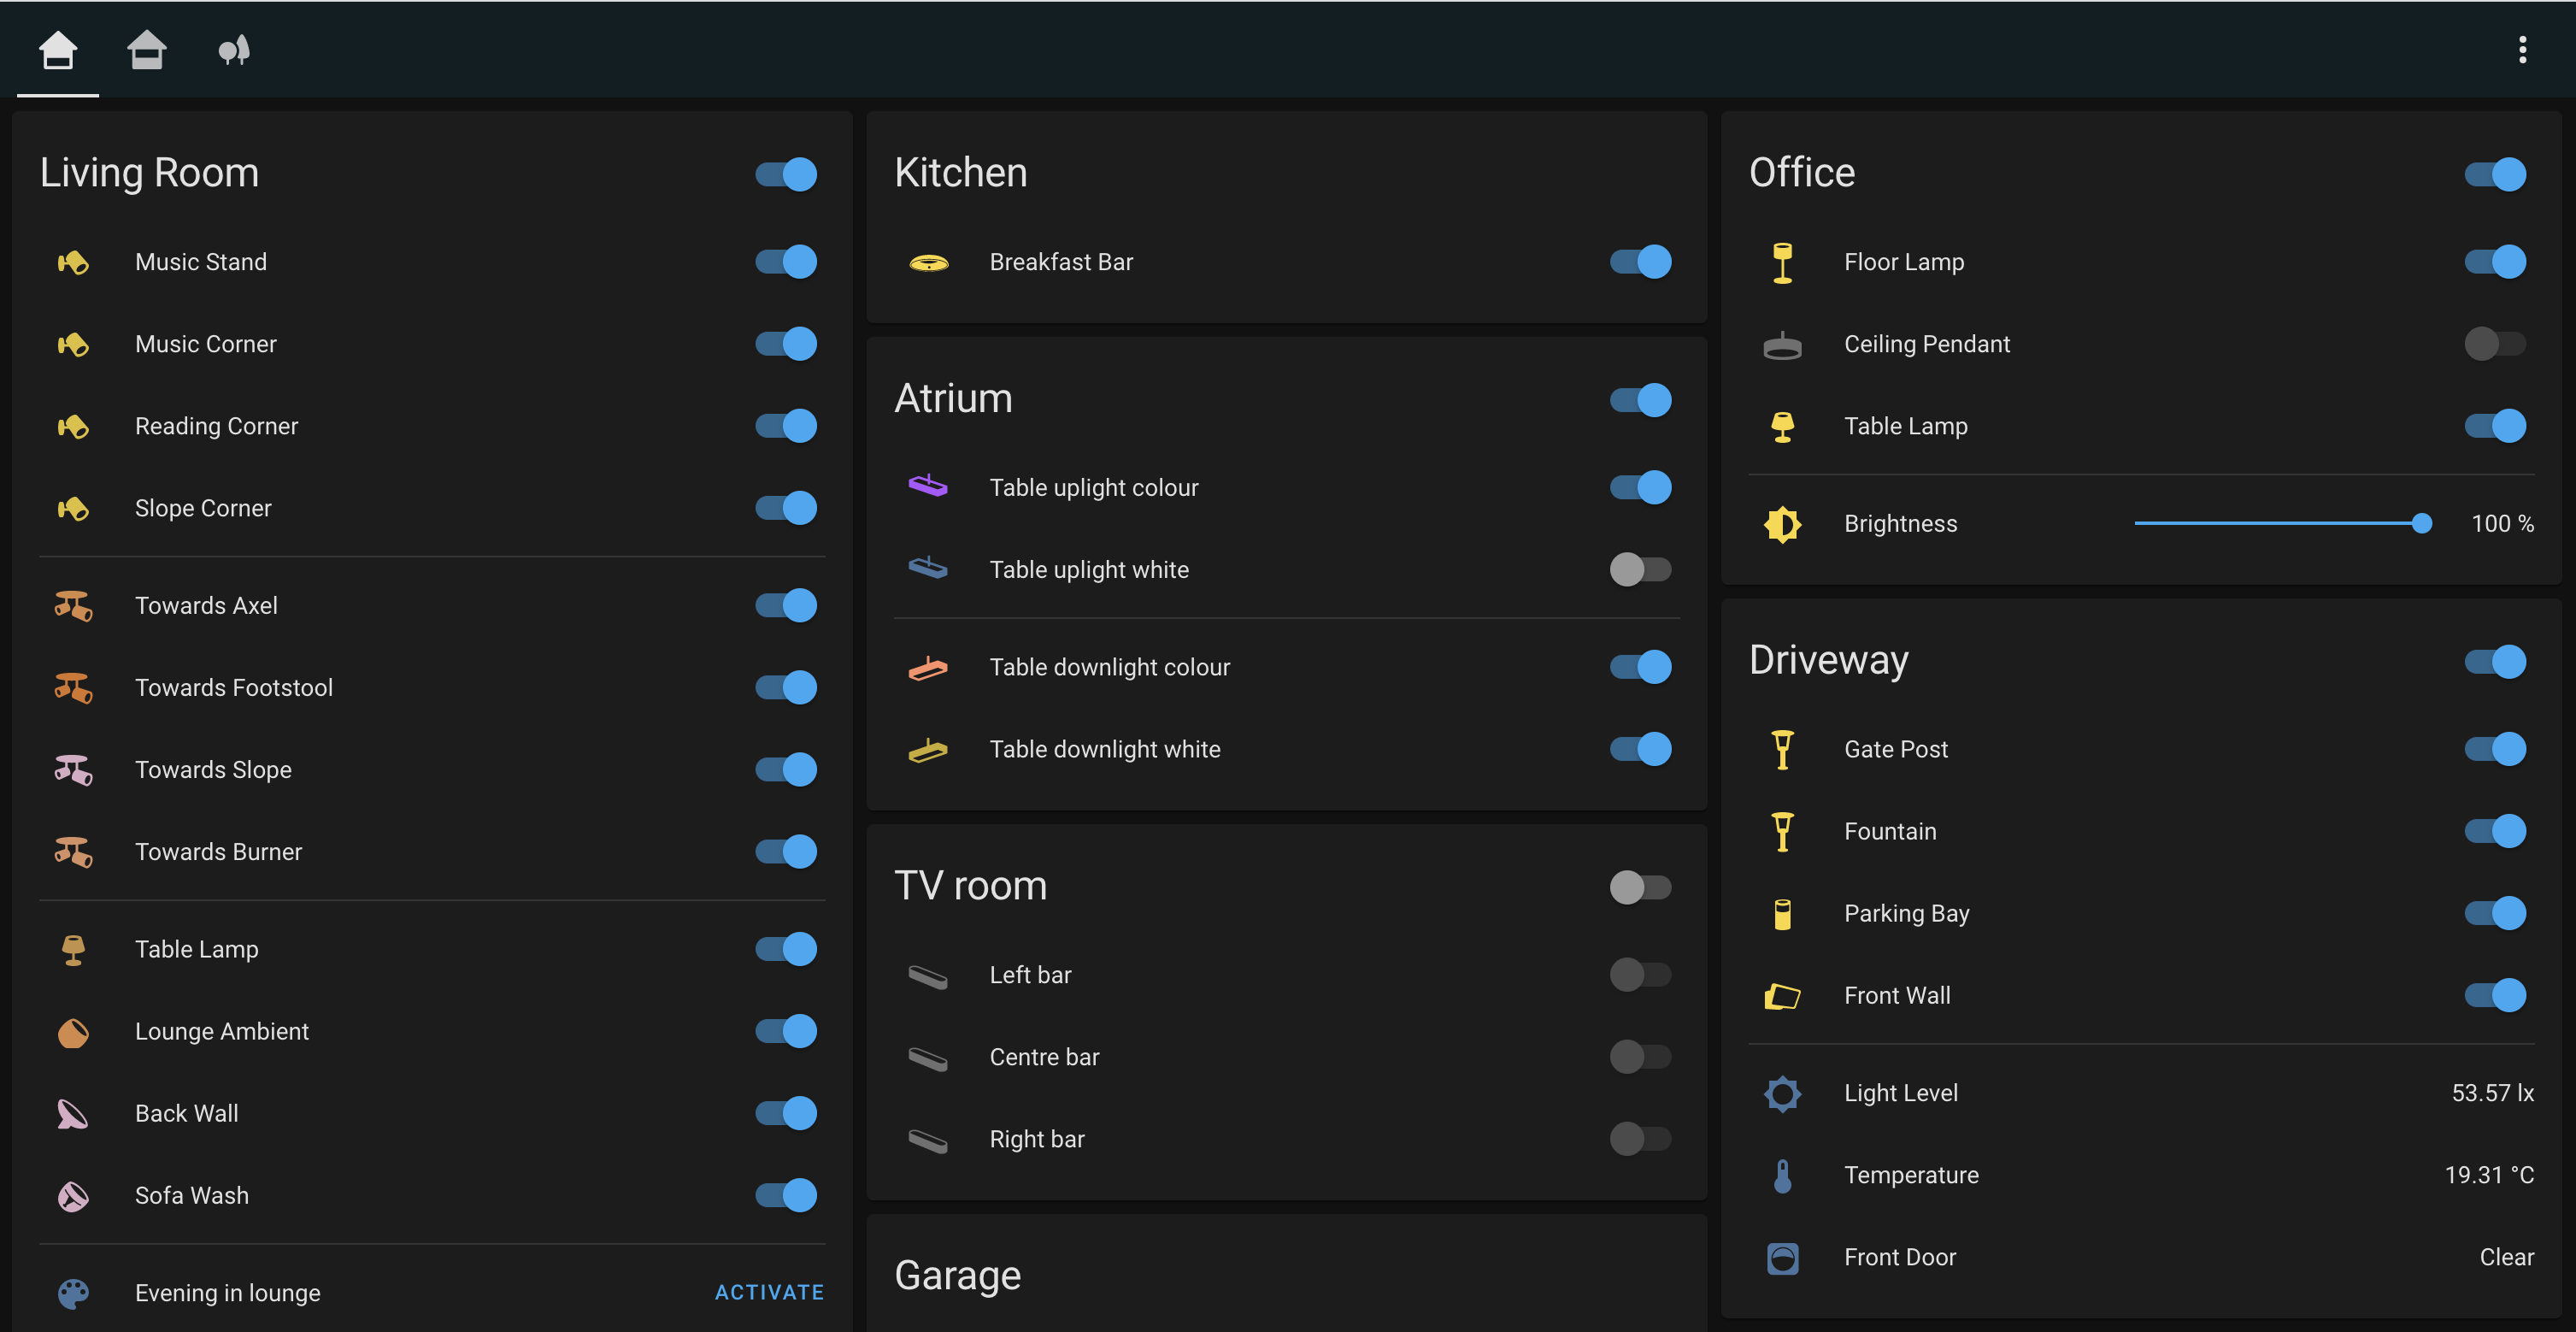 Living Room
Music Stand
Music Corner
Reading Corner
Slope Corner
Towards Axel
Towards Footstool
Towards Slope
Towards Burner
Table Lamp
Lounge Ambient
Back Wall
Sofa Wash
Evening in lounge ACTIVATE
Kitchen
Breakfast Bar
Atrium
Table uplight colour
Table uplight white
Table downlight colour
Table downlight white
TV room
Left bar
Centre bar
Right bar
Garage
Office
Floor Lamp
Ceiling Pendant
Table Lamp
Brightness 100 %
Driveway
Gate Post
Fountain
Parking Bay
Front Wall
Light Level 53.57 lx
Temperature 19.31 °C
Front Door Clear